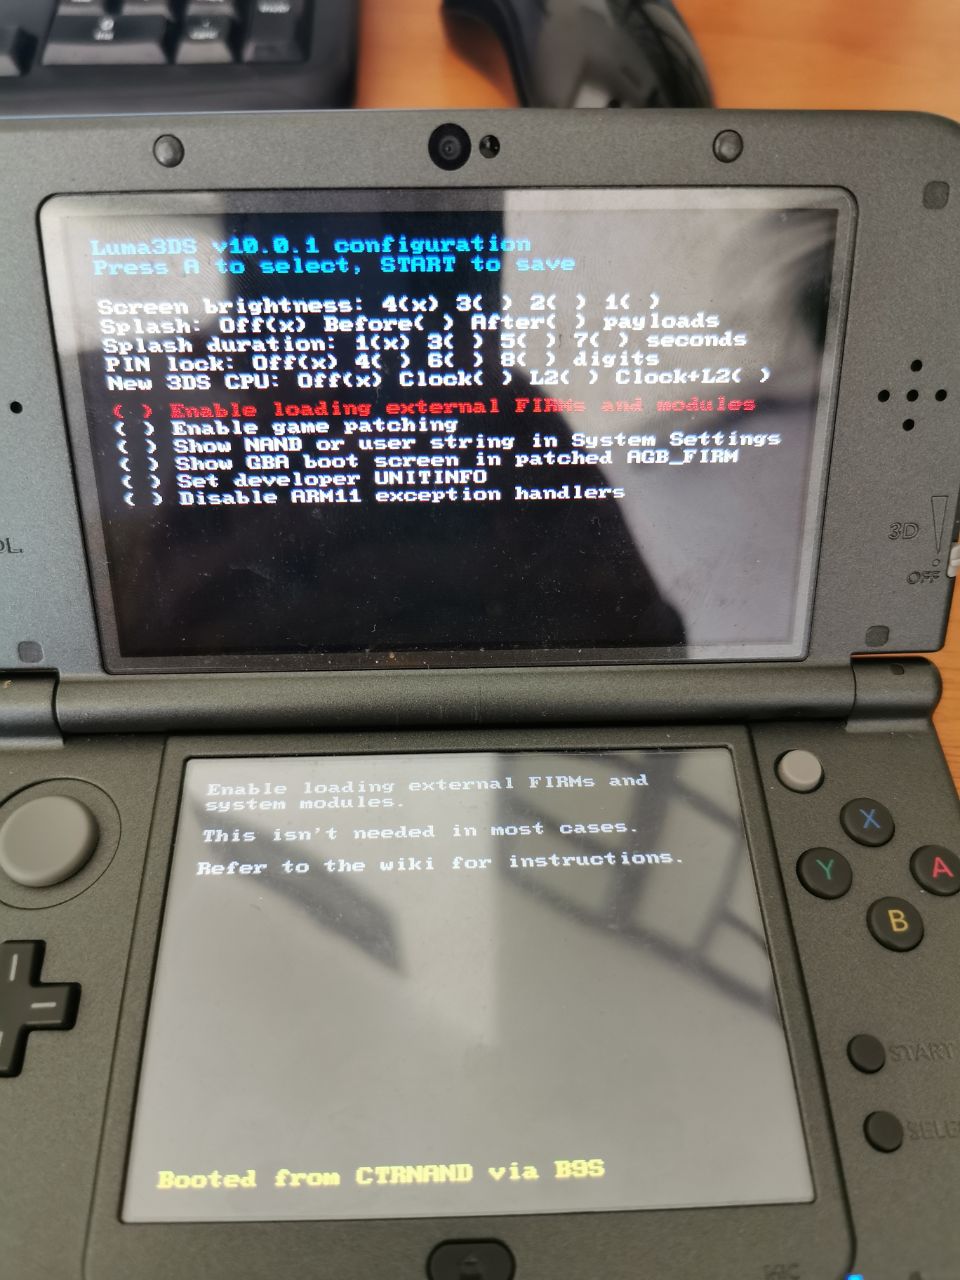 Luma3DS v10.0.1 configuration
Press A to select, START to save
Screen brightness: 4(x) 3( ) 2( ) 1( )
Splash: Off(x) Before( ) After( ) payloads
Splash duration: 1(x) 3( ) 5( ) 7( ) seconds
PIN lock: Off(x) 4( ) 6( ) 8( ) digits
New 3DS CPU: Off(x) Clock( ) L2( ) Clock+L2( )
( ) Enable loading external FIRMs and modules
( ) Enable game patching
( ) Show NAND or user string in System Settings
( ) Show GBA boot screen in patched AGB_FIRM
( ) Set developer UNITINFO
( ) Disable ARM11 exception handlers
3D
OFF
OL
Enable loading external FIRMs and
system modules.
This isn't needed in most cases.
Refer to the wiki for instructions.
Booted from CTRNAND via B9S
X
Y
A
B
START
SELE